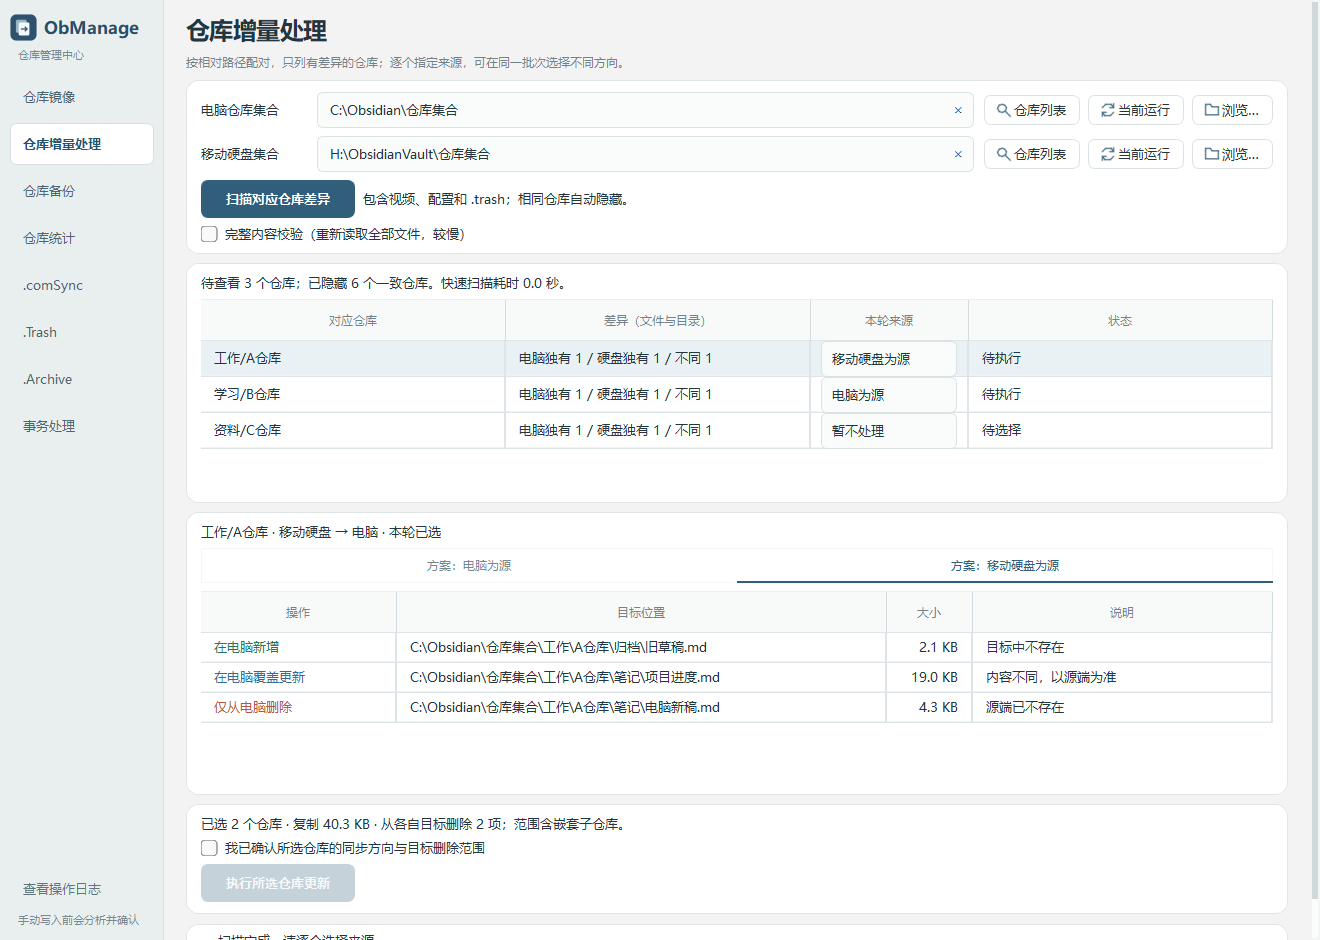 ObManage
仓库管理中心
仓库镜像
仓库增量处理
仓库备份
仓库统计
.comSync
.Trash
.Archive
事务处理
查看操作日志
手动写入前会分析并确认
仓库增量处理
按相对路径配对，只列有差异的仓库；逐个指定来源，可在同一批次选择不同方向。
电脑仓库集合 C:\Obsidian\仓库集合 × 仓库列表 当前运行 浏览...
移动硬盘集合 H:\ObsidianVault\仓库集合 × 仓库列表 当前运行 浏览...
扫描对应仓库差异 包含视频、配置和 .trash；相同仓库自动隐藏。
完整内容校验（重新读取全部文件，较慢）
待查看 3 个仓库；已隐藏 6 个一致仓库。快速扫描耗时 0.0 秒。
对应仓库 差异（文件与目录） 本轮来源 状态
工作/A仓库 电脑独有 1 / 硬盘独有 1 / 不同 1 移动硬盘为源 待执行
学习/B仓库 电脑独有 1 / 硬盘独有 1 / 不同 1 电脑为源 待执行
资料/C仓库 电脑独有 1 / 硬盘独有 1 / 不同 1 暂不处理 待选择
工作/A仓库 · 移动硬盘 → 电脑 · 本轮已选
方案：电脑为源 方案：移动硬盘为源
操作 目标位置 大小 说明
在电脑新增 C:\Obsidian\仓库集合\工作\A仓库\归档\旧草稿.md 2.1 KB 目标中不存在
在电脑覆盖更新 C:\Obsidian\仓库集合\工作\A仓库\笔记\项目进度.md 19.0 KB 内容不同，以源端为准
仅从电脑删除 C:\Obsidian\仓库集合\工作\A仓库\笔记\电脑新稿.md 4.3 KB 源端已不存在
已选 2 个仓库 · 复制 40.3 KB · 从各自目标删除 2 项；范围含嵌套子仓库。
我已确认所选仓库的同步方向与目标删除范围
执行所选仓库更新
扫描完成，请逐个选择来源